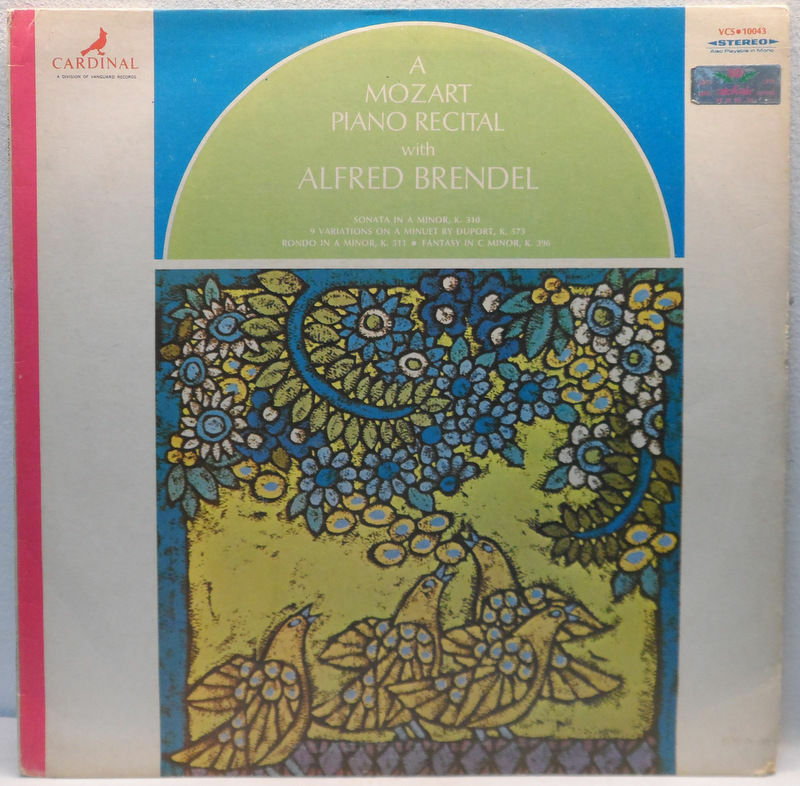 CARDINAL
A DIVISION OF VANGUARD RECORDS
VCS•10043
STEREO
Also Playable in Mono
A
MOZART
PIANO RECITAL
with
ALFRED BRENDEL
SONATA IN A MINOR, K. 310
9 VARIATIONS ON A MINUET BY DUPORT, K. 573
RONDO IN A MINOR, K. 511 • FANTASY IN C MINOR, K. 396